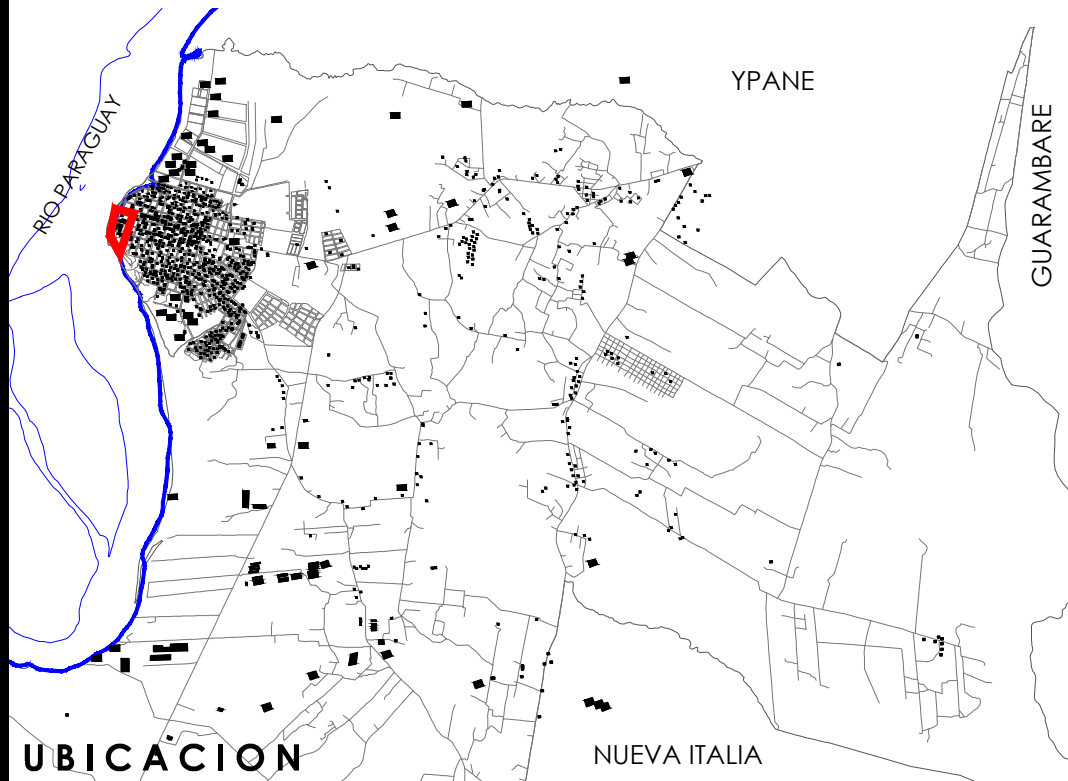 YPANE
RIO PARAGUAY
GUARAMBARE
UBICACION
NUEVA ITALIA